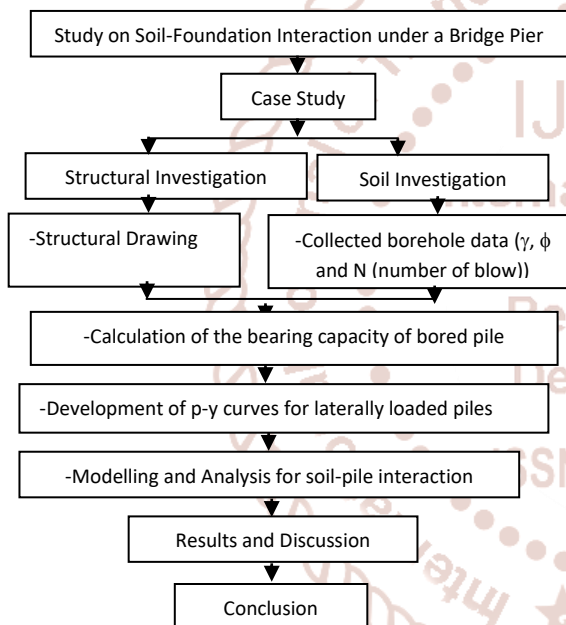 Study on Soil-Foundation Interaction under a Bridge Pier
Case Study
Structural Investigation
Soil Investigation
-Structural Drawing
-Collected borehole data (γ, ϕ
and N (number of blow))
-Calculation of the bearing capacity of bored pile
-Development of p-y curves for laterally loaded piles
-Modelling and Analysis for soil-pile interaction
Results and Discussion
Conclusion
IJ